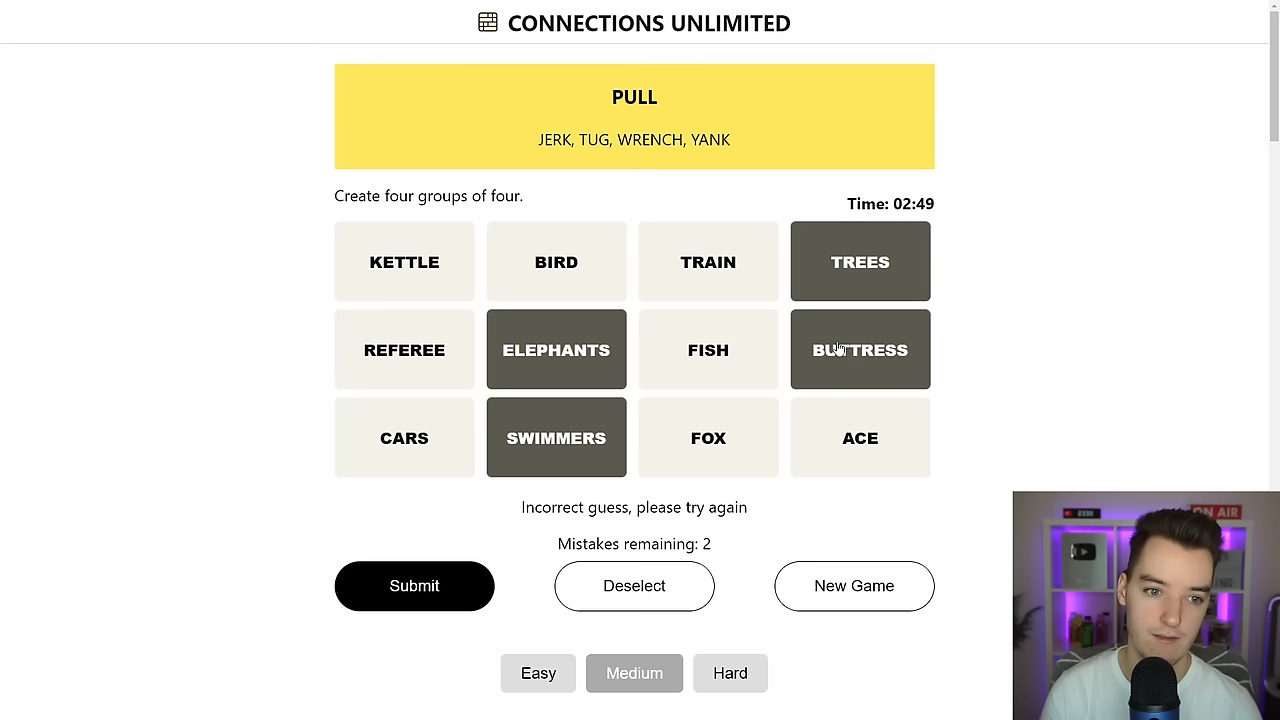 CONNECTIONS UNLIMITED
PULL
JERK, TUG, WRENCH, YANK
Create four groups of four.
Time: 02:49
KETTLE BIRD TRAIN TREES
REFEREE ELEPHANTS FISH BUTTRESS
CARS SWIMMERS FOX ACE
Incorrect guess, please try again
Mistakes remaining: 2
Submit Deselect New Game
ON AIR
Easy Medium Hard